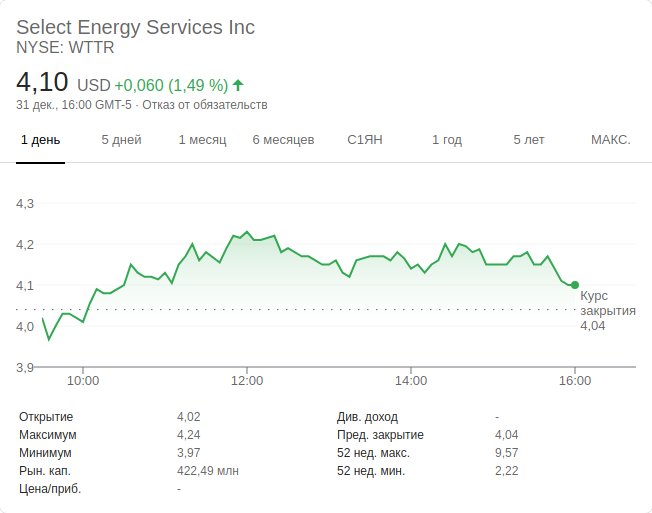 Select Energy Services Inc
NYSE: WTTR
4,10 USD +0,060 (1,49 %)
31 дек., 16:00 GMT-5 · Отказ от обязательств
1 день 5 дней 1 месяц 6 месяцев С1ЯН 1 год 5 лет МАКС.
4,3
4,2
4,1
4,0
3,9
Курс
закрытия
4,04
10:00 12:00 14:00 16:00
Открытие 4,02 Див. доход -
Максимум 4,24 Пред. закрытие 4,04
Минимум 3,97 52 нед. макс. 9,57
Рын. кап. 422,49 млн 52 нед. мин. 2,22
Цена/приб. -